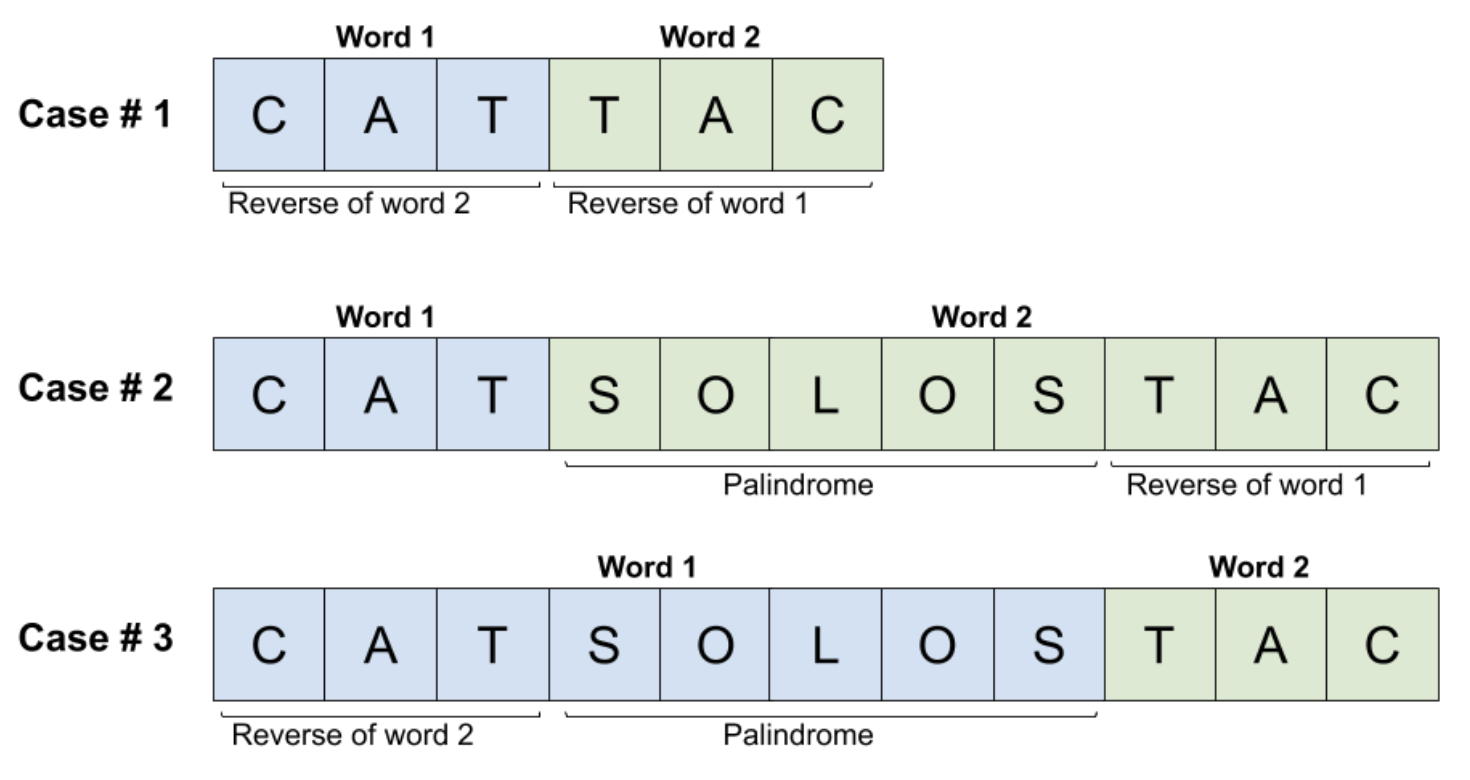 Word 1 Word 2
Case # 1 C A T T A C
Reverse of word 2 Reverse of word 1
Word 1 Word 2
Case # 2 C A T S O L O S T A C
Palindrome Reverse of word 1
Word 1 Word 2
Case # 3 C A T S O L O S T A C
Reverse of word 2 Palindrome